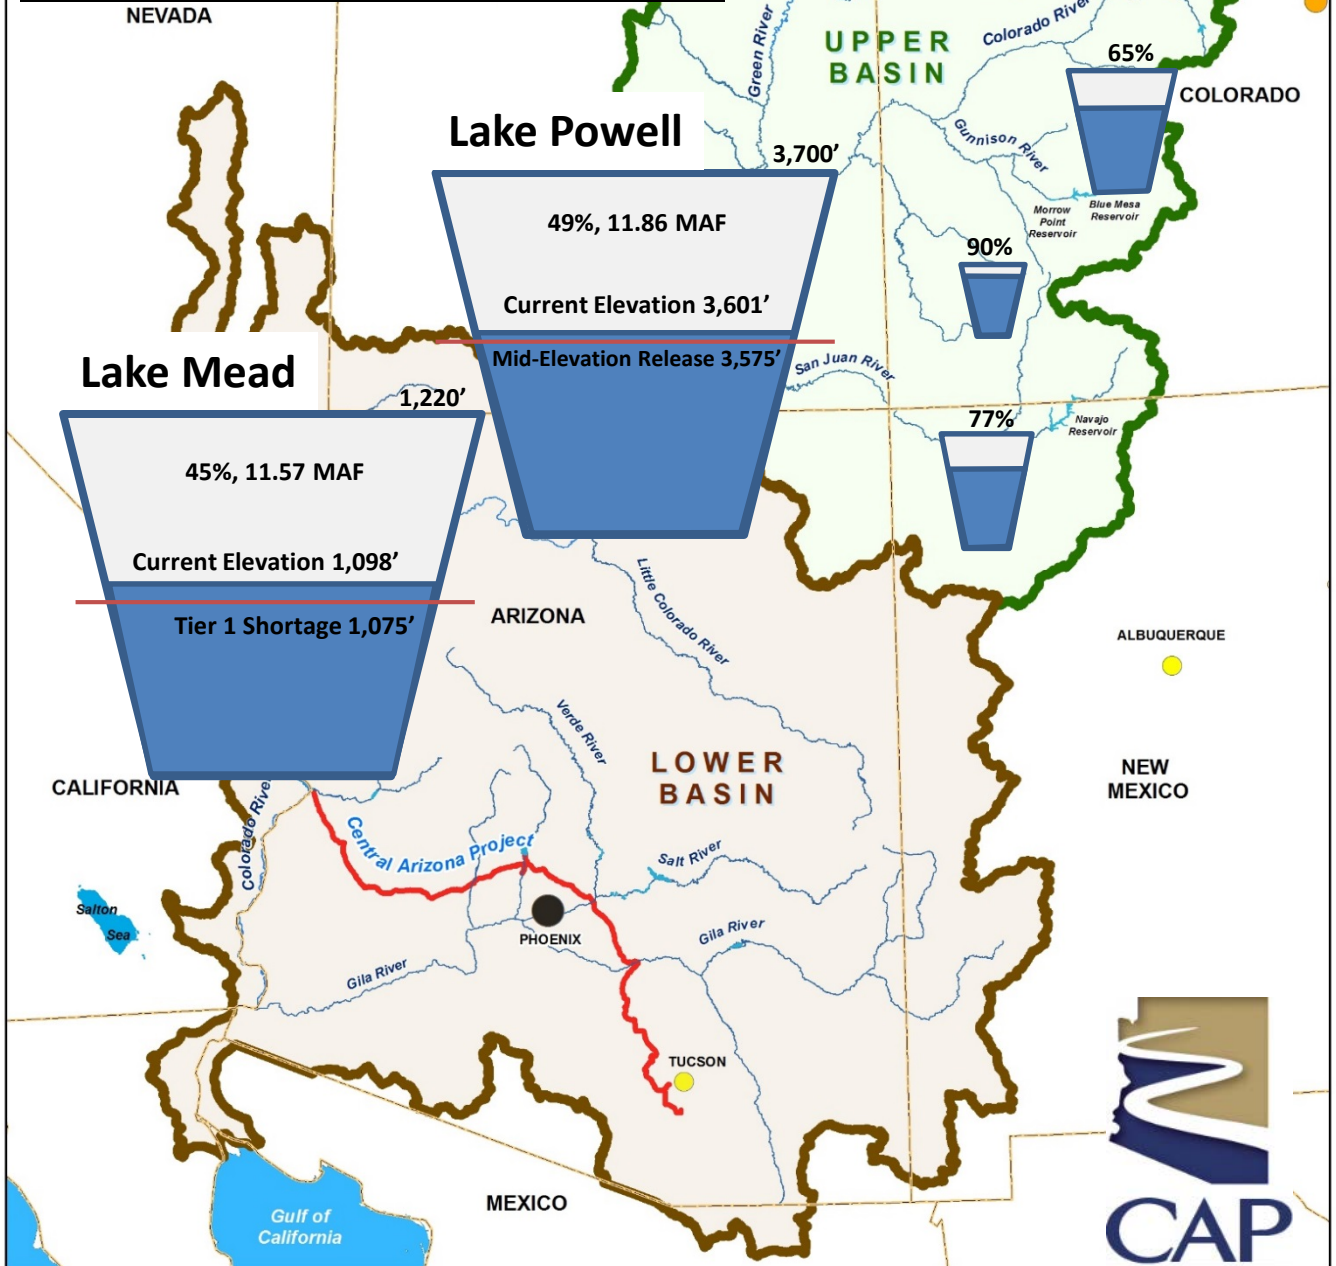 NEVADA
Green River
UPPER
BASIN
Colorado River
65%
COLORADO
Lake Powell
3,700’
Gunnison River
49%, 11.86 MAF
Morrow
Point
Reservoir
Blue Mesa
Reservoir
90%
Current Elevation 3,601’
Mid-Elevation Release 3,575’
San Juan River
Lake Mead
1,220’
77%
Navajo
Reservoir
45%, 11.57 MAF
Current Elevation 1,098’
Tier 1 Shortage 1,075’
ARIZONA
Little Colorado River
ALBUQUERQUE
Verde River
LOWER
BASIN
NEW
MEXICO
CALIFORNIA
Colorado River
Central Arizona Project
Salt River
Salton
Sea
PHOENIX
Gila River
Gila River
TUCSON
MEXICO
Gulf of
California
CAP